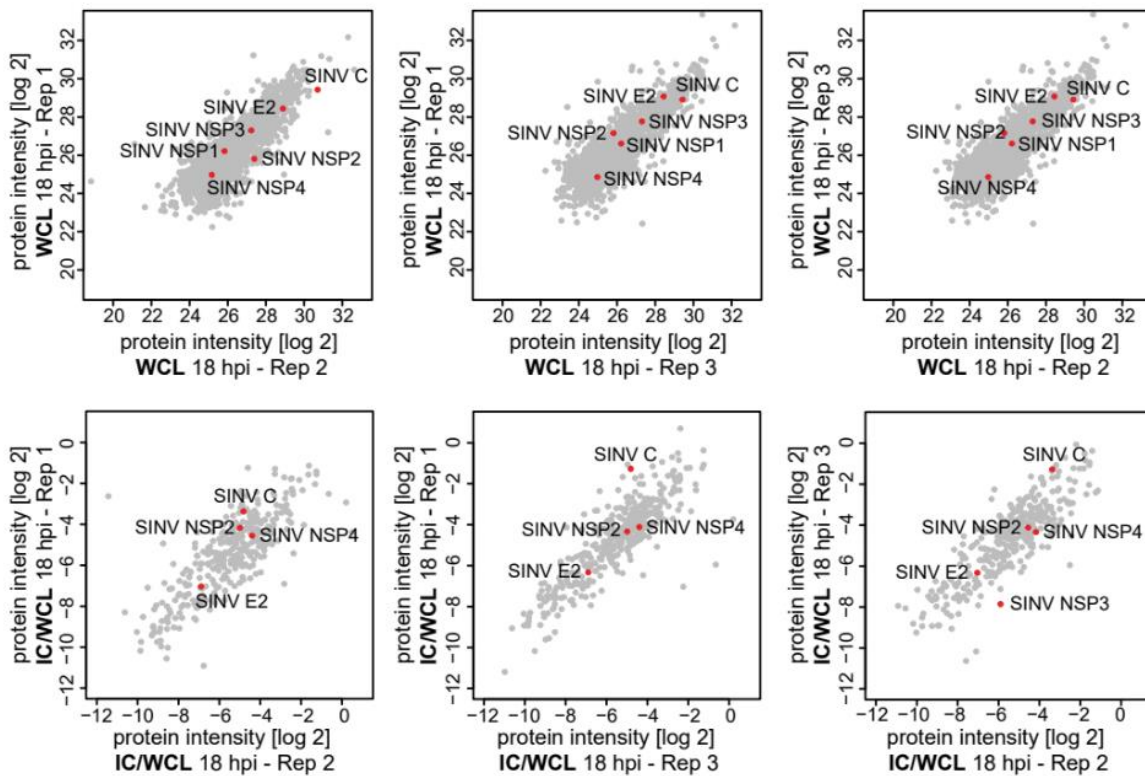 protein intensity [log 2]
WCL 18 hpi - Rep 1
32
30
28
26
24
22
20
SINV C
SINV E2
SINV NSP3
SINV NSP1
SINV NSP2
SINV NSP4
20 22 24 26 28 30 32
protein intensity [log 2]
WCL 18 hpi - Rep 2
protein intensity [log 2]
WCL 18 hpi - Rep 1
32
30
28
26
24
22
20
SINV E2
SINV C
SINV NSP2
SINV NSP3
SINV NSP1
SINV NSP4
20 22 24 26 28 30 32
protein intensity [log 2]
WCL 18 hpi - Rep 3
protein intensity [log 2]
WCL 18 hpi - Rep 3
32
30
28
26
24
22
20
SINV E2
SINV C
SINV NSP2
SINV NSP3
SINV NSP1
SINV NSP4
20 22 24 26 28 30 32
protein intensity [log 2]
WCL 18 hpi - Rep 2
protein intensity [log 2]
IC/WCL 18 hpi - Rep 1
0
−2
−4
−6
−8
−10
−12
SINV C
SINV NSP2
SINV NSP4
SINV E2
−12 −10 −8 −6 −4 −2 0
protein intensity [log 2]
IC/WCL 18 hpi - Rep 2
protein intensity [log 2]
IC/WCL 18 hpi - Rep 1
0
−2
−4
−6
−8
−10
−12
SINV C
SINV NSP2
SINV NSP4
SINV E2
−12 −10 −8 −6 −4 −2 0
protein intensity [log 2]
IC/WCL 18 hpi - Rep 3
protein intensity [log 2]
IC/WCL 18 hpi - Rep 3
0
−2
−4
−6
−8
−10
−12
SINV C
SINV NSP2
SINV NSP4
SINV E2
SINV NSP3
−12 −10 −8 −6 −4 −2 0
protein intensity [log 2]
IC/WCL 18 hpi - Rep 2